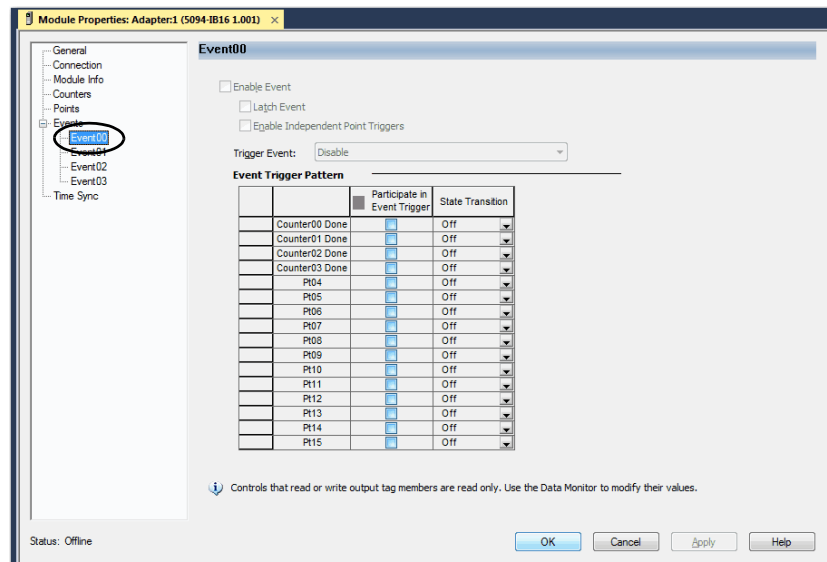 Module Properties: Adapter:1 (5094-IB16 1.001) ×
General
Connection
Module Info
Counters
Points
Events
Event00
Event01
Event02
Event03
Time Sync
Event00
Enable Event
Latch Event
Enable Independent Point Triggers
Trigger Event: Disable
Event Trigger Pattern
Participate in Event Trigger State Transition
Counter00 Done Off
Counter01 Done Off
Counter02 Done Off
Counter03 Done Off
Pt04 Off
Pt05 Off
Pt06 Off
Pt07 Off
Pt08 Off
Pt09 Off
Pt10 Off
Pt11 Off
Pt12 Off
Pt13 Off
Pt14 Off
Pt15 Off
Controls that read or write output tag members are read only. Use the Data Monitor to modify their values.
Status: Offline
OK Cancel Apply Help